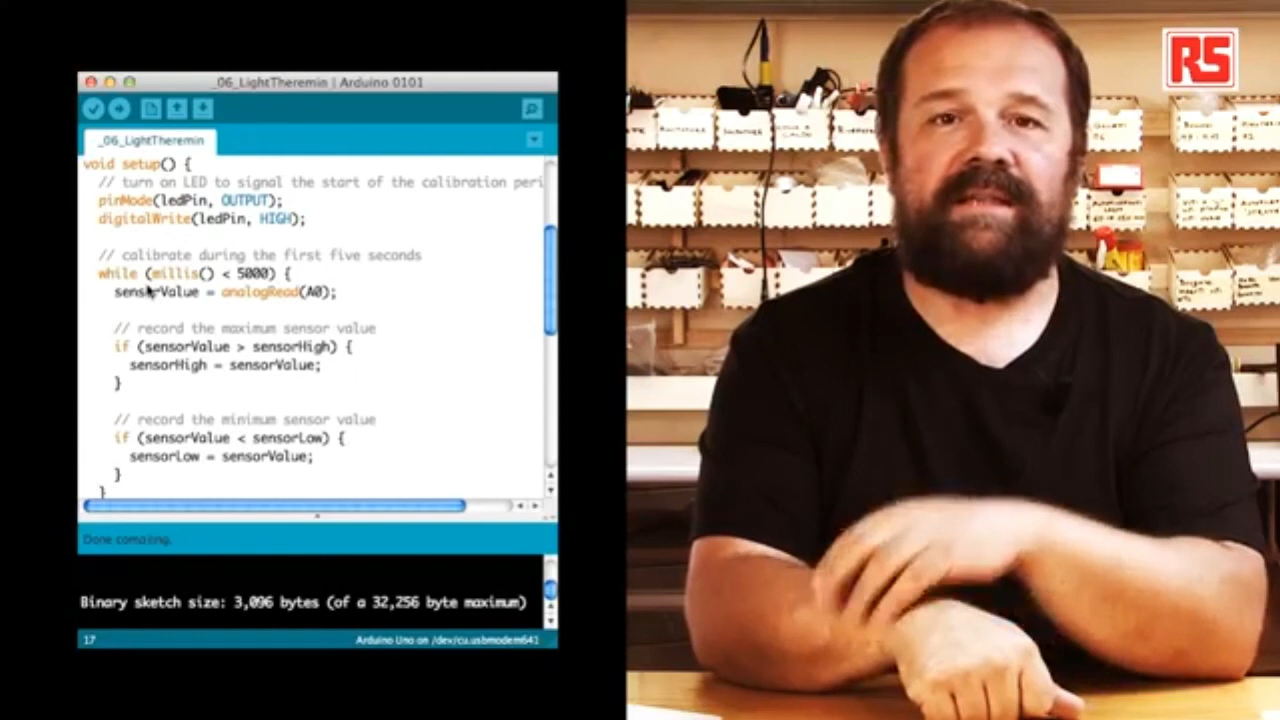 _06_LightTheremin | Arduino 0101
_06_LightTheremin
void setup() {
// turn on LED to signal the start of the calibration peri
pinMode(ledPin, OUTPUT);
digitalWrite(ledPin, HIGH);
// calibrate during the first five seconds
while (millis() < 5000) {
sensorValue = analogRead(A0);
// record the maximum sensor value
if (sensorValue > sensorHigh) {
sensorHigh = sensorValue;
}
// record the minimum sensor value
if (sensorValue < sensorLow) {
sensorLow = sensorValue;
}
}
Done compiling.
Binary sketch size: 3,096 bytes (of a 32,256 byte maximum)
17 Arduino Uno on /dev/cu.usbmodem641
RS